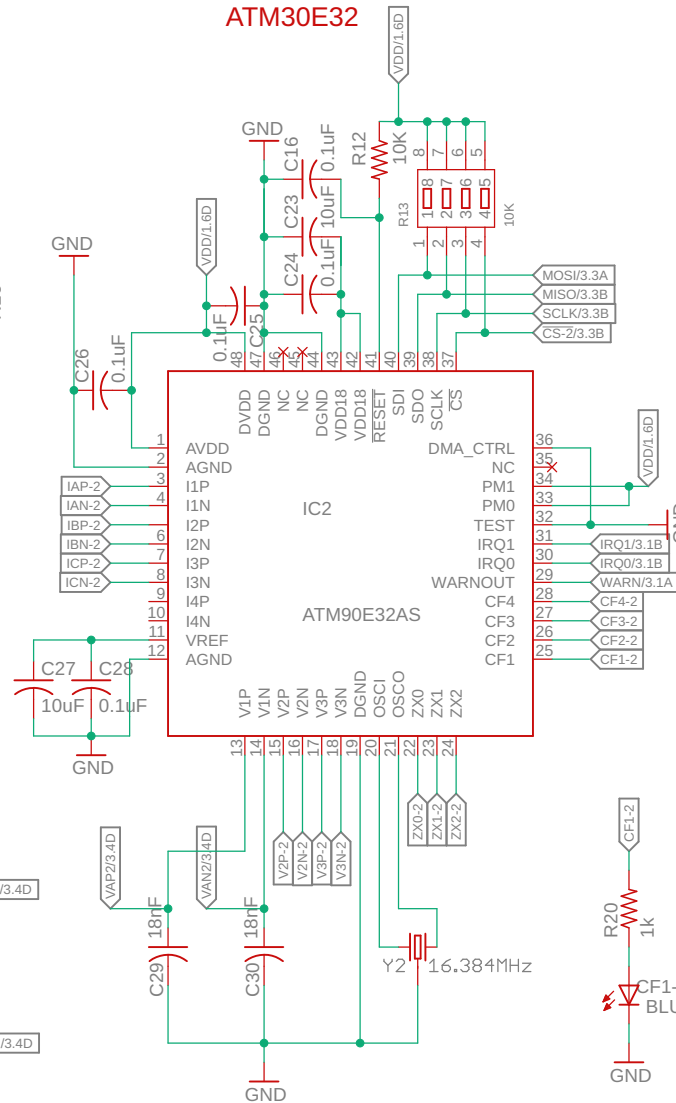 ATM30E32
VDD/1.6D
GND
C16
0.1uF
R12
10K
8
7
6
5
C23
10uF
8
7
6
5
1
2
3
4
R13
10K
VDD/1.6D
GND
C24
0.1uF
1
2
3
4
MOSI/3.3A
MISO/3.3B
SCLK/3.3B
CS-2/3.3B
C25
0.1uF
C26
0.1uF
48
47
46
45
44
43
42
41
40
39
38
37
DVDD
DGND
NC
NC
DGND
VDD18
VDD18
RESET
SDI
SDO
SCLK
CS
VDD/1.6D
1 AVDD
2 AGND
IAP-2 3 I1P
IAN-2 4 I1N
IBP-2 5 I2P
IBN-2 6 I2N
ICP-2 7 I3P
ICN-2 8 I3N
9 I4P
10 I4N
11 VREF
12 AGND
DMA_CTRL 36
NC 35
PM1 34
PM0 33
TEST 32
IRQ1 31 IRQ1/3.1B
IRQ0 30 IRQ0/3.1B
WARNOUT 29 WARN/3.1A
CF4 28 CF4-2
CF3 27 CF3-2
CF2 26 CF2-2
CF1 25 CF1-2
GND
IC2
ATM90E32AS
C27
10uF
C28
0.1uF
GND
V1P
V1N
V2P
V2N
V3P
V3N
DGND
OSCI
OSCO
ZX0
ZX1
ZX2
13
14
15
16
17
18
19
20
21
22
23
24
ZX0-2
ZX1-2
ZX2-2
V2P-2
V2N-2
V3P-2
V3N-2
VAP2/3.4D
VAN2/3.4D
CF1-2
/3.4D
18nF
C29
18nF
C30
Y2
16.384MHz
R20
1k
CF1-
BLU
/3.4D
GND
GND